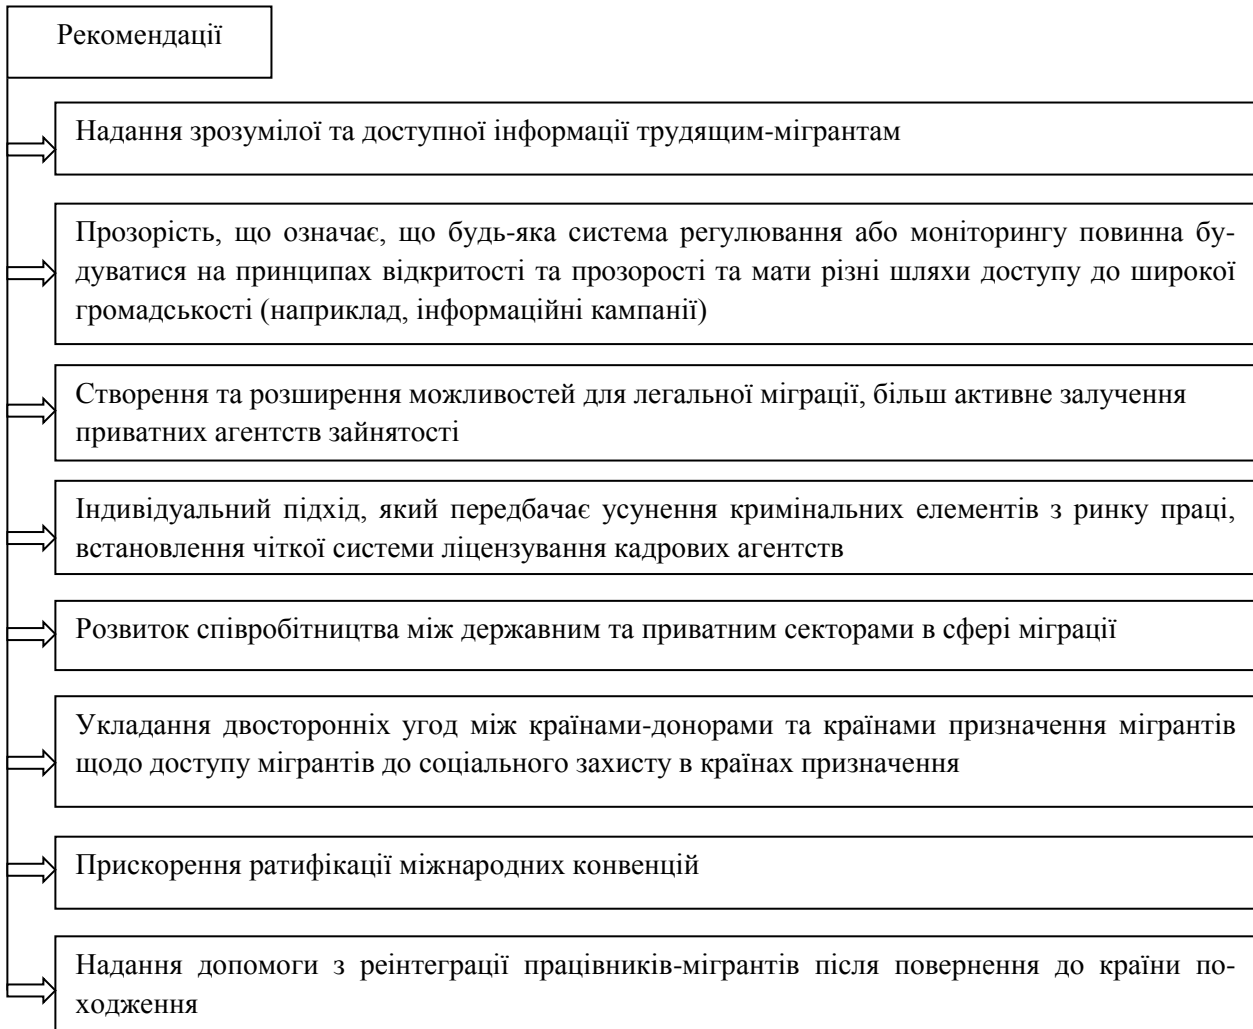 Рекомендації
Надання зрозумілої та доступної інформації трудящим-мігрантам
Прозорість, що означає, що будь-яка система регулювання або моніторингу повинна бу-
дуватися на принципах відкритості та прозорості та мати різні шляхи доступу до широкої
громадськості (наприклад, інформаційні кампанії)
Створення та розширення можливостей для легальної міграції, більш активне залучення
приватних агентств зайнятості
Індивідуальний підхід, який передбачає усунення кримінальних елементів з ринку праці,
встановлення чіткої системи ліцензування кадрових агентств
Розвиток співробітництва між державним та приватним секторами в сфері міграції
Укладання двосторонніх угод між країнами-донорами та країнами призначення мігрантів
щодо доступу мігрантів до соціального захисту в країнах призначення
Прискорення ратифікації міжнародних конвенцій
Надання допомоги з реінтеграції працівників-мігрантів після повернення до країни по-
ходження